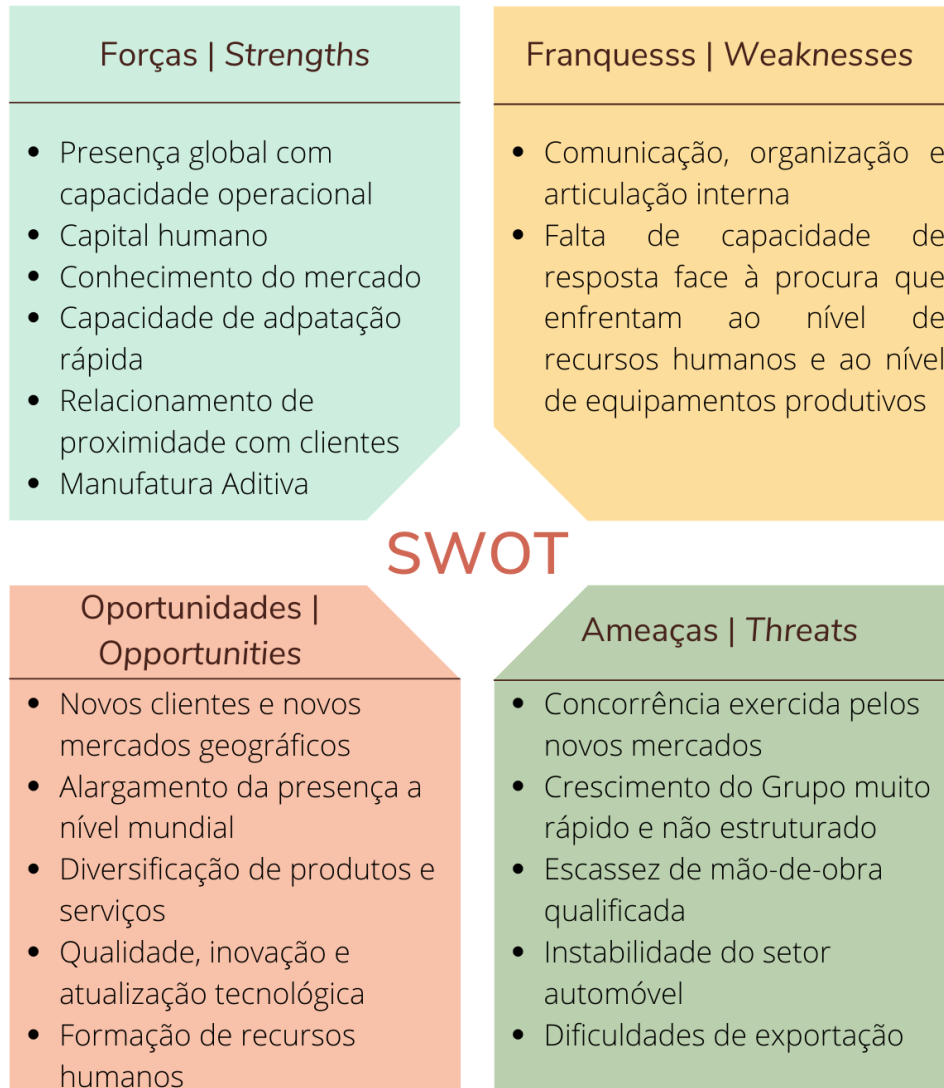 Forças | Strengths
• Presença global com
capacidade operacional
• Capital humano
• Conhecimento do mercado
• Capacidade de adpatação
rápida
• Relacionamento de
proximidade com clientes
• Manufatura Aditiva
Franquesss | Weaknesses
• Comunicação, organização e
articulação interna
• Falta de capacidade de
resposta face à procura que
enfrentam ao nível de
recursos humanos e ao nível
de equipamentos produtivos
SWOT
Oportunidades |
Opportunities
• Novos clientes e novos
mercados geográficos
• Alargamento da presença a
nível mundial
• Diversificação de produtos e
serviços
• Qualidade, inovação e
atualização tecnológica
• Formação de recursos
humanos
Ameaças | Threats
• Concorrência exercida pelos
novos mercados
• Crescimento do Grupo muito
rápido e não estruturado
• Escassez de mão-de-obra
qualificada
• Instabilidade do setor
automóvel
• Dificuldades de exportação